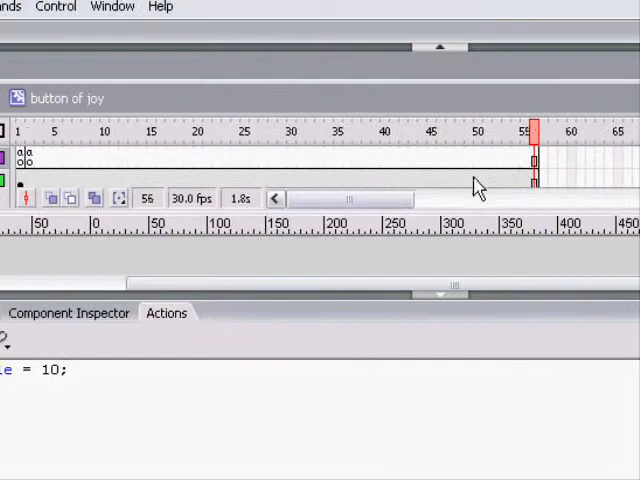 nds Control Window Help
button of joy
1 5 10 15 20 25 30 35 40 45 50 55 60 65
a a
56 30.0 fps 1.8s
50 0 50 100 150 200 250 300 350 400 450
Component Inspector Actions
le = 10;